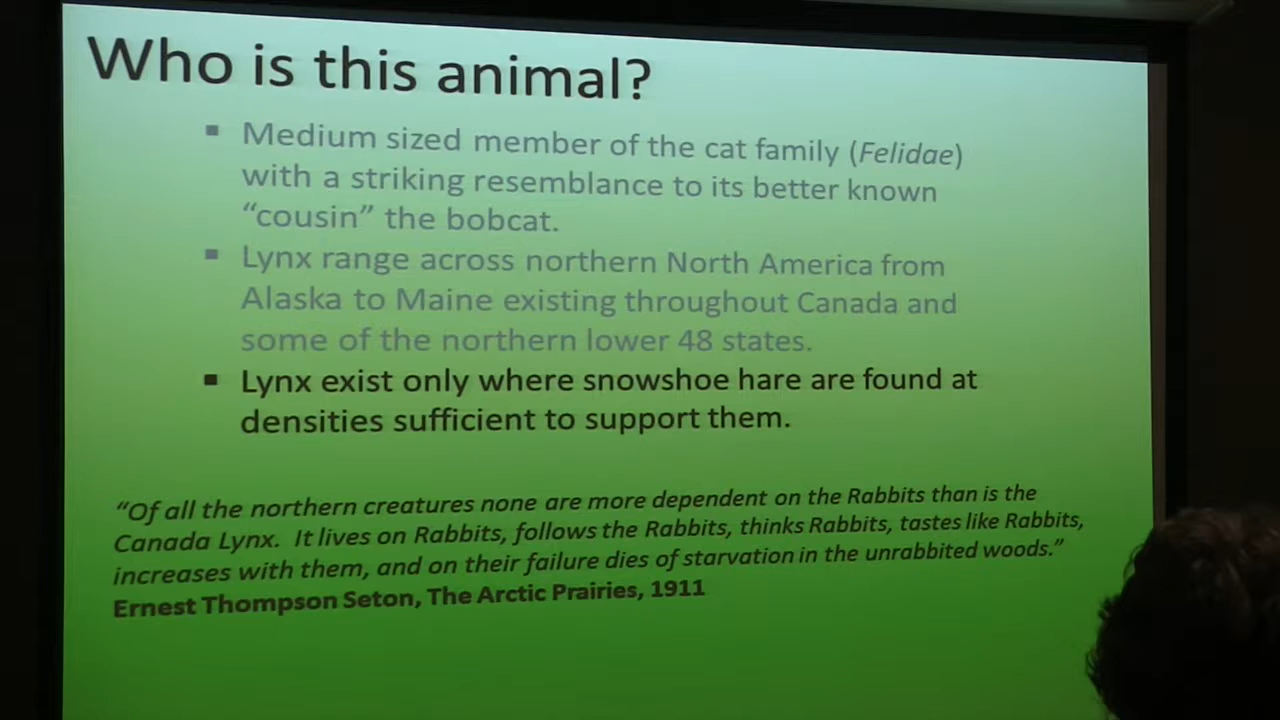 Who is this animal?
▪ Medium sized member of the cat family (Felidae)
with a striking resemblance to its better known
“cousin” the bobcat.
▪ Lynx range across northern North America from
Alaska to Maine existing throughout Canada and
some of the northern lower 48 states.
▪ Lynx exist only where snowshoe hare are found at
densities sufficient to support them.
“Of all the northern creatures none are more dependent on the Rabbits than is the
Canada Lynx. It lives on Rabbits, follows the Rabbits, thinks Rabbits, tastes like Rabbits,
increases with them, and on their failure dies of starvation in the unrabbited woods.”
Ernest Thompson Seton, The Arctic Prairies, 1911